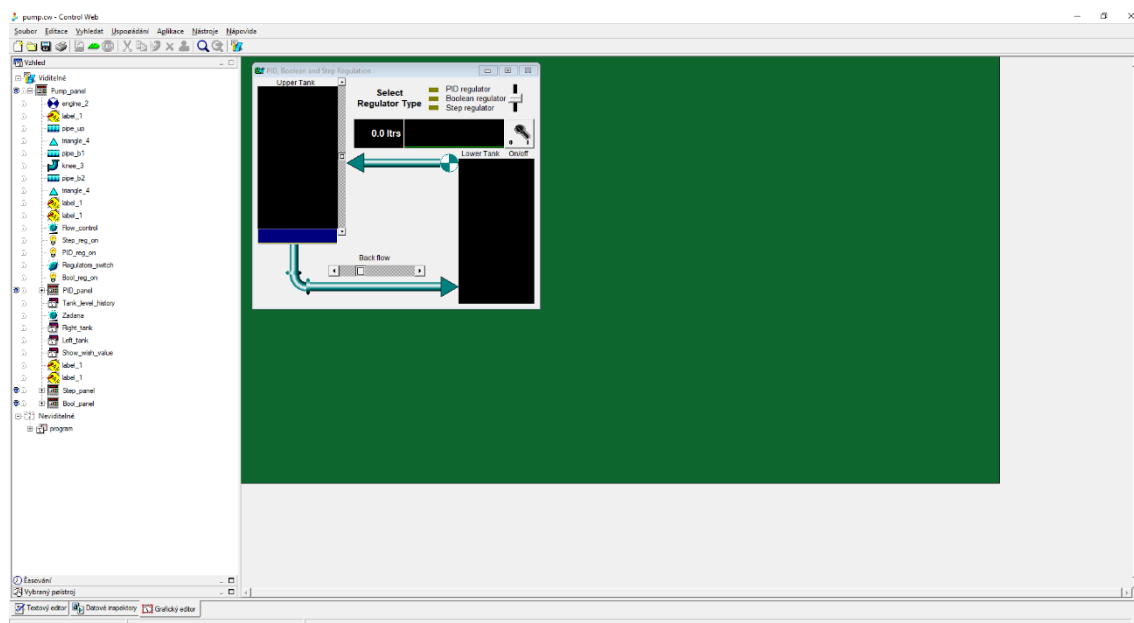 pump.cw - Control Web
Soubor Editace Vyhledat Uspořádání Aplikace Nástroje Nápověda
Vzhled
Viditelné
Pump_panel
engine_2
label_1
pipe_up
triangle_4
pipe_b1
knee_3
pipe_b2
triangle_4
label_1
label_1
Flow_control
Step_reg_on
PID_reg_on
Regulators_switch
Bool_reg_on
PID_panel
Tank_level_history
Zadana
Right_tank
Left_tank
Show_wish_value
label_1
label_1
Step_panel
Bool_panel
Neviditelné
program
PID, Boolean and Step Regulation
Upper Tank
Select
Regulator Type
PID regulator
Boolean regulator
Step regulator
0.0 ltrs
0 1
Lower Tank On/off
Back flow
Časování
Vybraný přístroj
Textový editor Datové inspektory Grafický editor